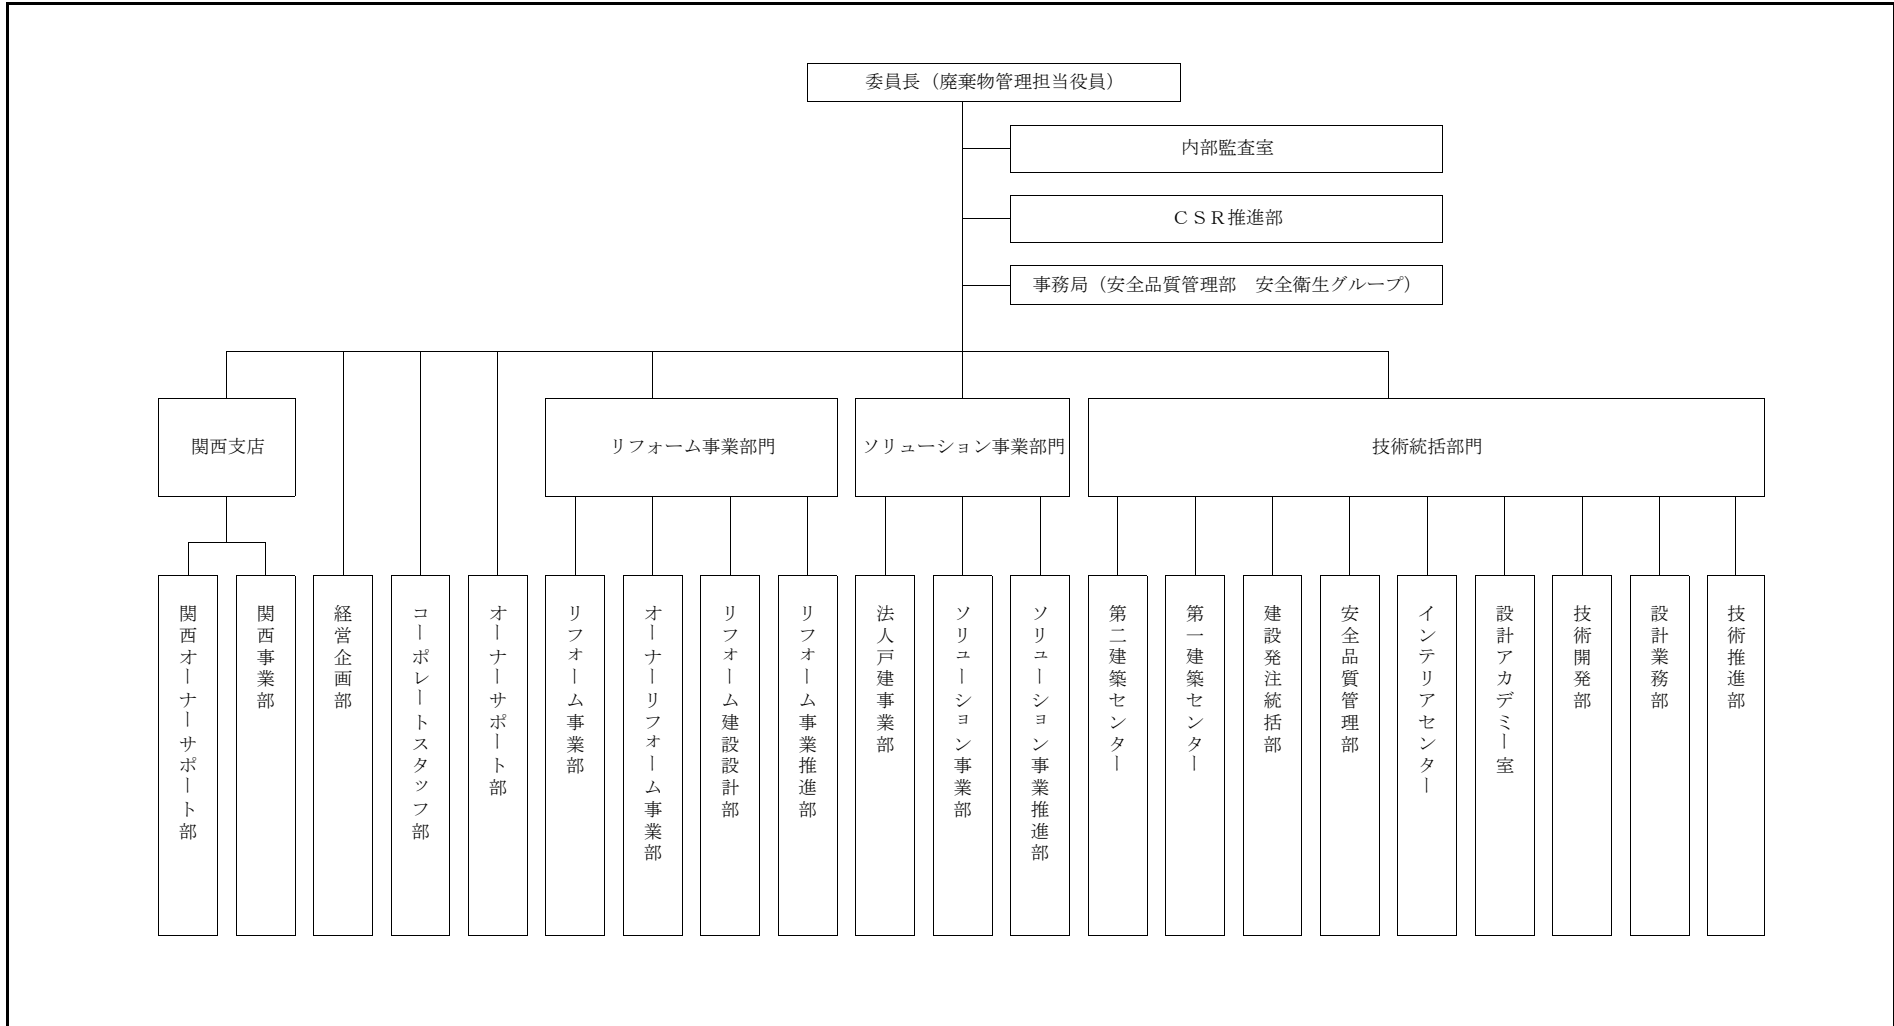 委員長（廃棄物管理担当役員）
内部監査室
ＣＳＲ推進部
事務局（安全品質管理部　安全衛生グループ）
関西支店
リフォーム事業部門
ソリューション事業部門
技術統括部門
関西オーナーサポート部
関西事業部
経営企画部
コーポレートスタッフ部
オーナーサポート部
リフォーム事業部
オーナーリフォーム事業部
リフォーム建設設計部
リフォーム事業推進部
法人戸建事業部
ソリューション事業部
ソリューション事業推進部
第二建築センター
第一建築センター
建設発注統括部
安全品質管理部
インテリアセンター
設計アカデミー室
技術開発部
設計業務部
技術推進部